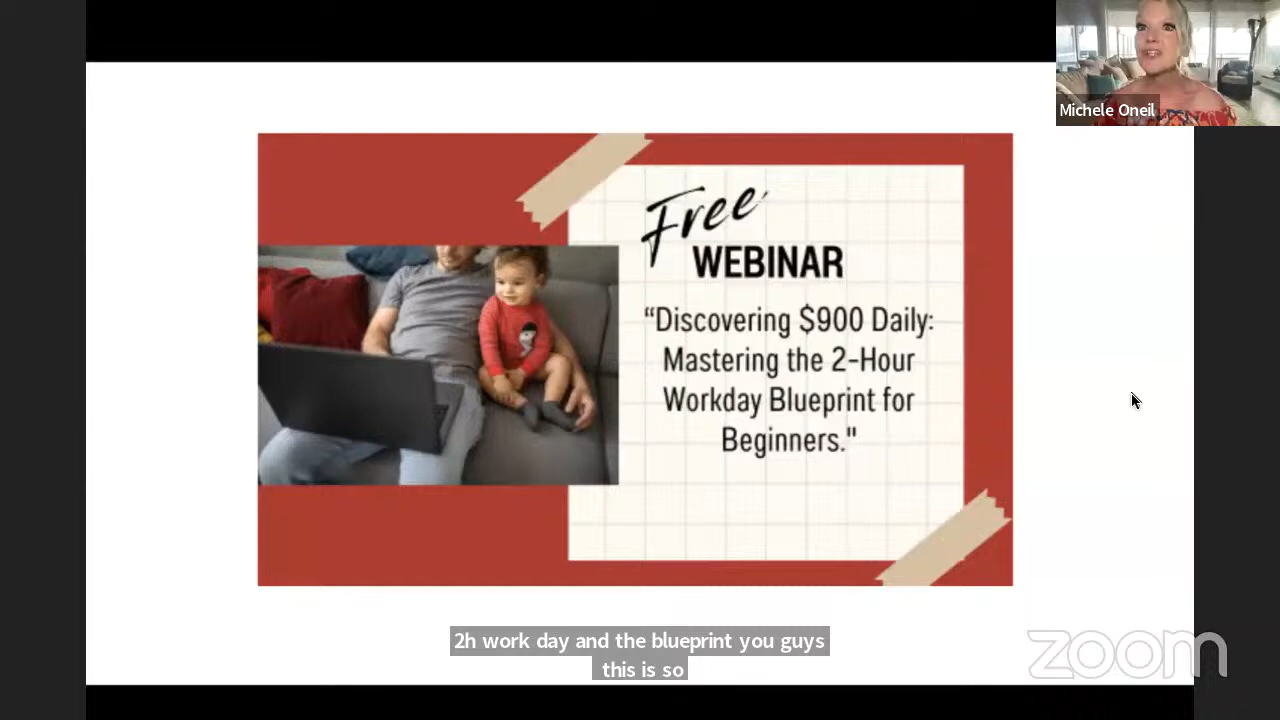 Michele Oneil
Free
WEBINAR
“Discovering $900 Daily:
Mastering the 2-Hour
Workday Blueprint for
Beginners."
2h work day and the blueprint you guys
this is so
zoom